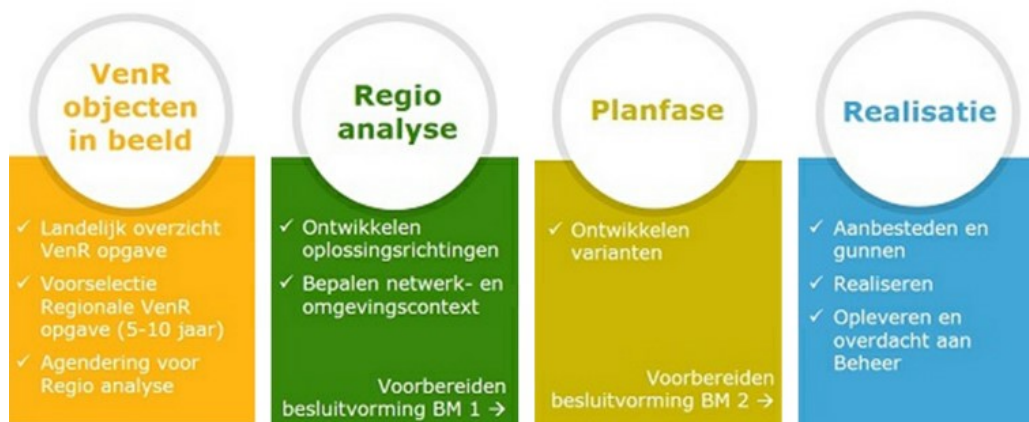 VenR
objecten
in beeld
✓ Landelijk overzicht
VenR opgave
✓ Voorselectie
Regionale VenR
opgave (5-10 jaar)
✓ Agendering voor
Regio analyse
Regio
analyse
✓ Ontwikkelen
oplossingsrichtingen
✓ Bepalen netwerk- en
omgevingscontext
Voorbereiden
besluitvorming BM 1 →
Planfase
✓ Ontwikkelen
varianten
Voorbereiden
besluitvorming BM 2 →
Realisatie
✓ Aanbesteden en
gunnen
✓ Realiseren
✓ Opleveren en
overdacht aan
Beheer